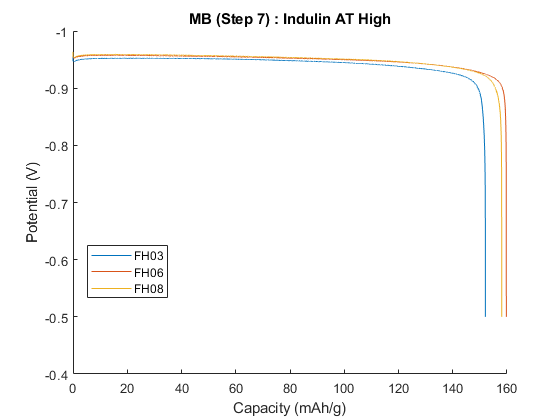 MB (Step 7) : Indulin AT High
-1
-0.9
-0.8
-0.7
-0.6
-0.5
-0.4
Potential (V)
FH03
FH06
FH08
0 20 40 60 80 100 120 140 160
Capacity (mAh/g)